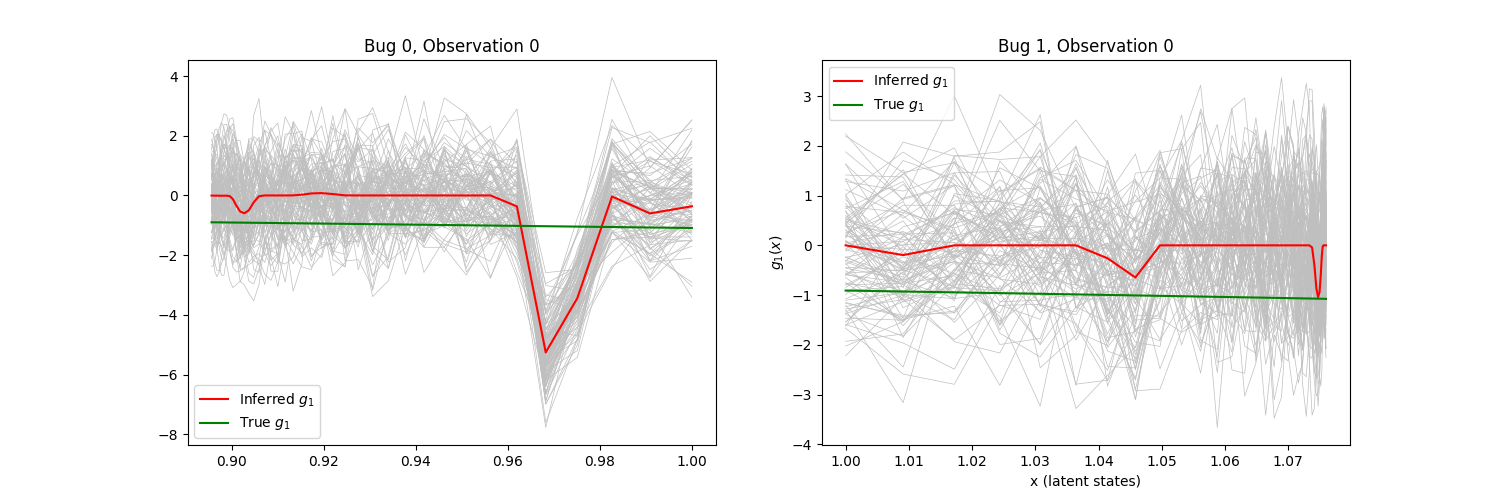 Bug 0, Observation 0
4
2
0
−2
−4
−6
−8
Inferred g₁
True g₁
0.90 0.92 0.94 0.96 0.98 1.00
Bug 1, Observation 0
Inferred g₁
True g₁
g₁(x)
3
2
1
0
−1
−2
−3
−4
1.00 1.01 1.02 1.03 1.04 1.05 1.06 1.07
x (latent states)